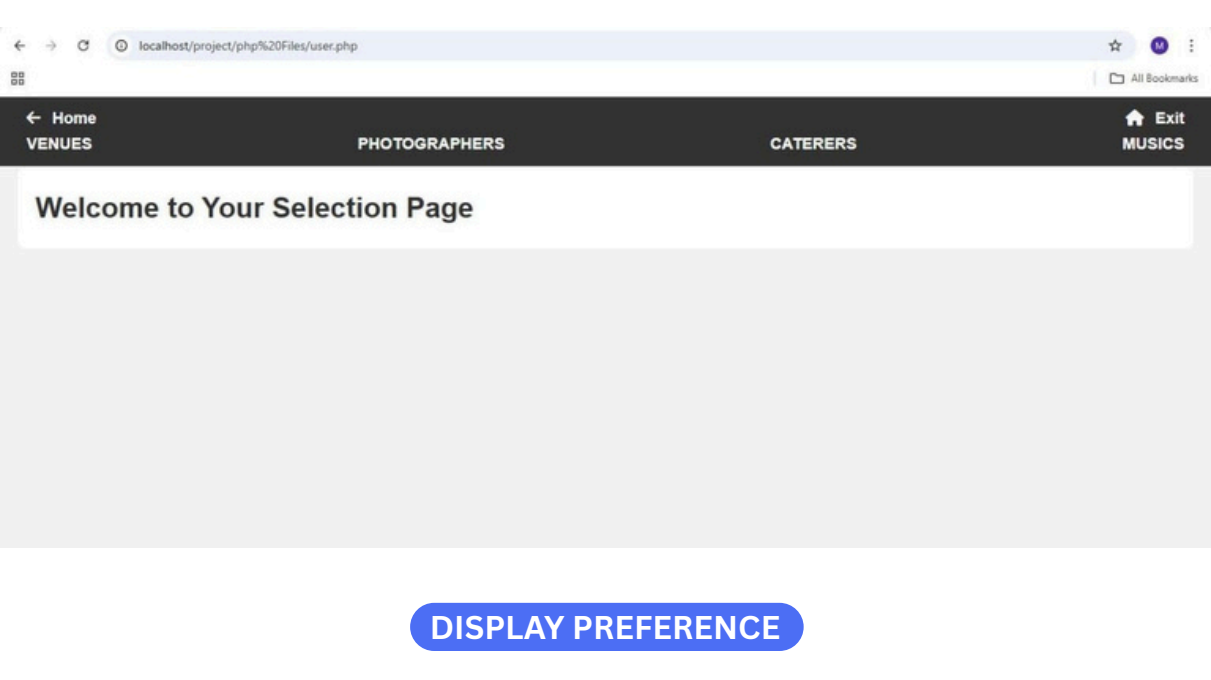 localhost/project/php%20Files/user.php
M
All Bookmarks
Home Exit
VENUES PHOTOGRAPHERS CATERERS MUSICS
Welcome to Your Selection Page
DISPLAY PREFERENCE